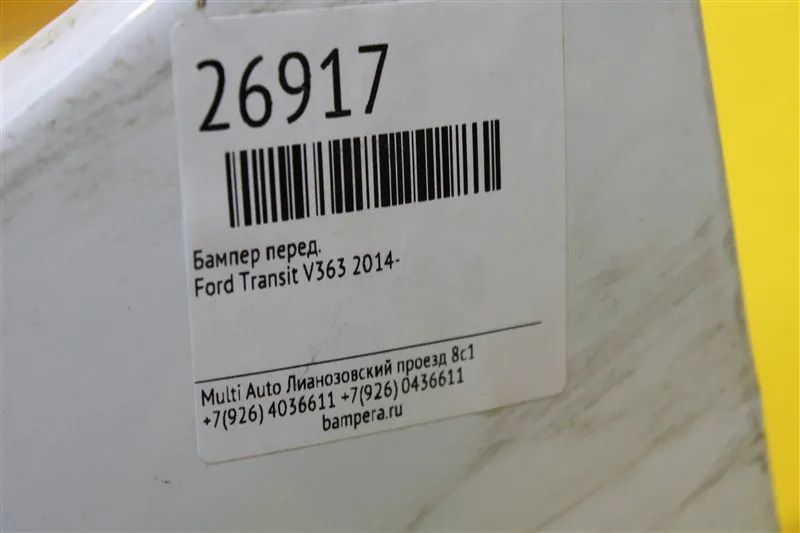 26917
Бампер перед.
Ford Transit V363 2014-
Multi Auto Лианозовский проезд 8с1
+7(926) 4036611 +7(926) 0436611
bampera.ru